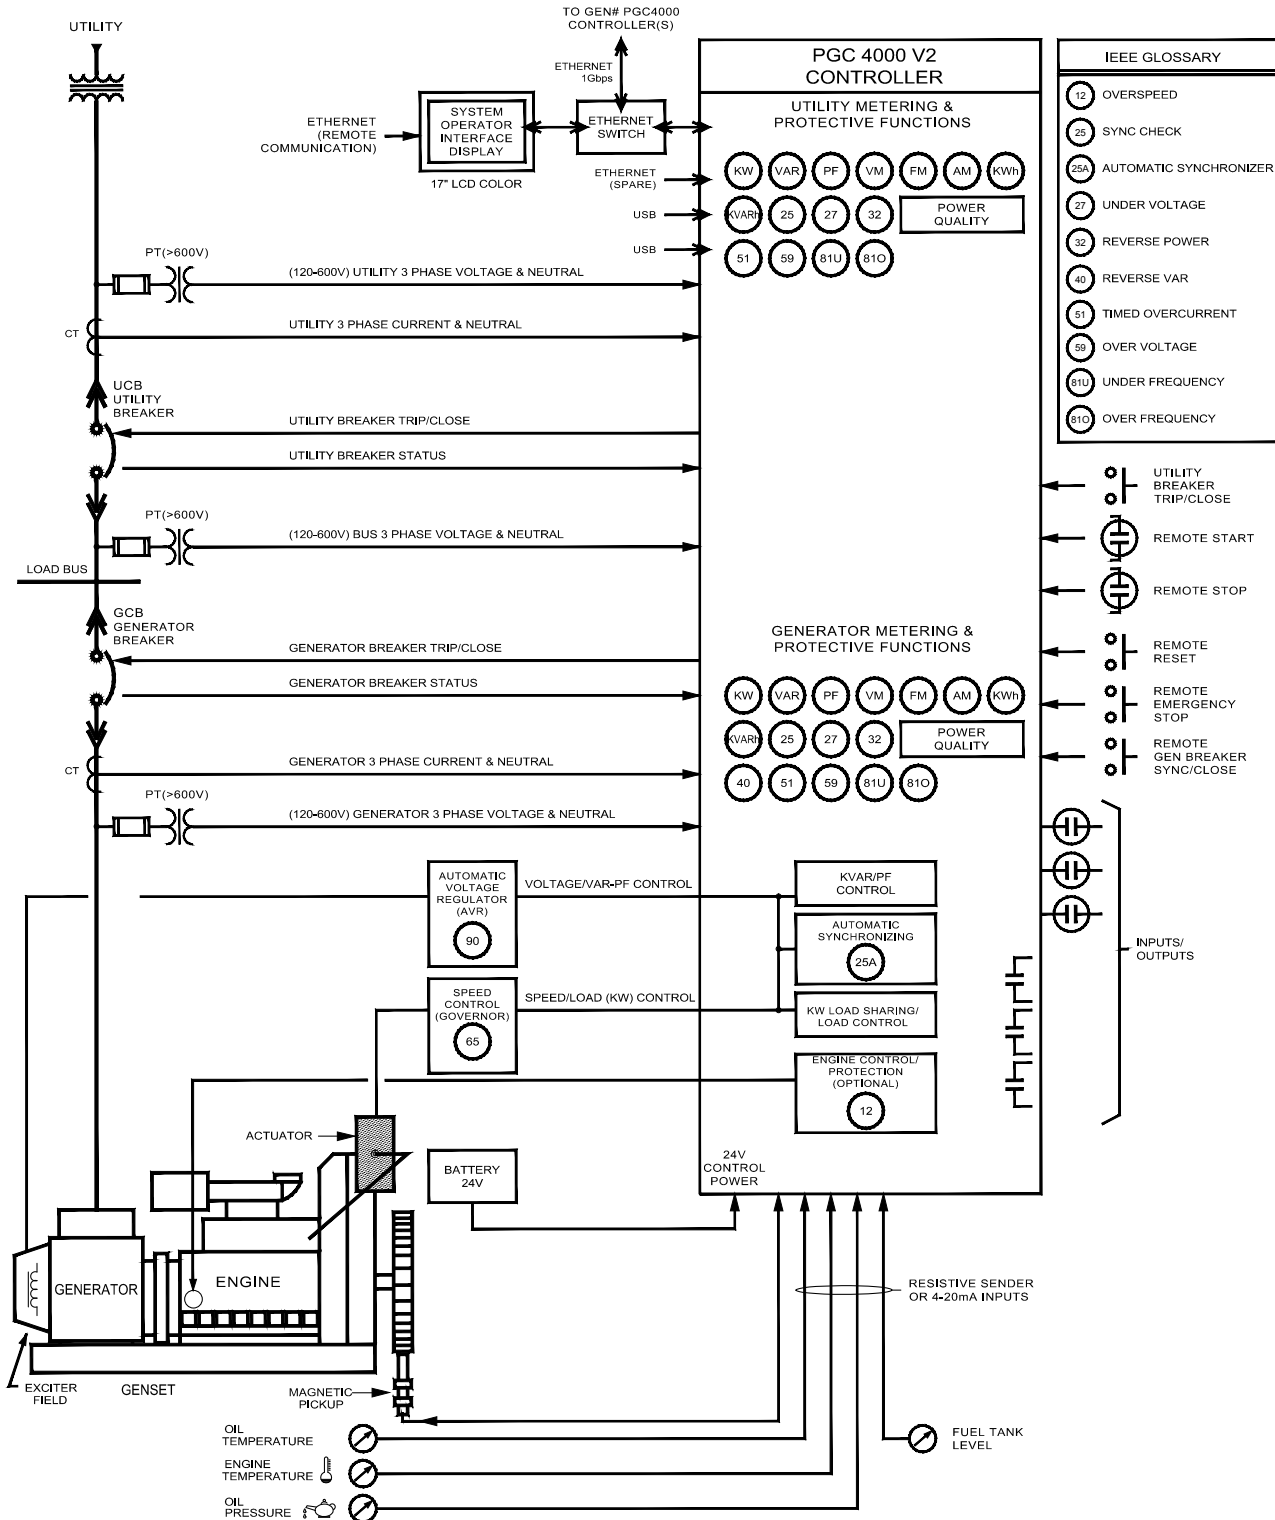 UTILITY
TO GEN# PGC4000
CONTROLLER(S)
ETHERNET
1Gbps
ETHERNET
(REMOTE
COMMUNICATION)
SYSTEM
OPERATOR
INTERFACE
DISPLAY
17" LCD COLOR
ETHERNET
SWITCH
ETHERNET
(SPARE)
USB
USB
PGC 4000 V2
CONTROLLER
UTILITY METERING &
PROTECTIVE FUNCTIONS
KW VAR PF VM FM AM KWh
KVARh 25 27 32 POWER
QUALITY
51 59 81U 81O
IEEE GLOSSARY
12 OVERSPEED
25 SYNC CHECK
25A AUTOMATIC SYNCHRONIZER
27 UNDER VOLTAGE
32 REVERSE POWER
40 REVERSE VAR
51 TIMED OVERCURRENT
59 OVER VOLTAGE
81U UNDER FREQUENCY
81O OVER FREQUENCY
PT(>600V)
(120-600V) UTILITY 3 PHASE VOLTAGE & NEUTRAL
CT
UTILITY 3 PHASE CURRENT & NEUTRAL
UCB
UTILITY
BREAKER
UTILITY BREAKER TRIP/CLOSE
UTILITY BREAKER STATUS
PT(>600V)
(120-600V) BUS 3 PHASE VOLTAGE & NEUTRAL
LOAD BUS
GCB
GENERATOR
BREAKER
GENERATOR BREAKER TRIP/CLOSE
GENERATOR BREAKER STATUS
CT
GENERATOR 3 PHASE CURRENT & NEUTRAL
PT(>600V)
(120-600V) GENERATOR 3 PHASE VOLTAGE & NEUTRAL
UTILITY
BREAKER
TRIP/CLOSE
REMOTE START
REMOTE STOP
REMOTE
RESET
REMOTE
EMERGENCY
STOP
REMOTE
GEN BREAKER
SYNC/CLOSE
GENERATOR METERING &
PROTECTIVE FUNCTIONS
KW VAR PF VM FM AM KWh
KVARh 25 27 32 POWER
QUALITY
40 51 59 81U 81O
AUTOMATIC
VOLTAGE
REGULATOR
(AVR)
90
VOLTAGE/VAR-PF CONTROL
KVAR/PF
CONTROL
AUTOMATIC
SYNCHRONIZING
25A
SPEED
CONTROL
(GOVERNOR)
65
SPEED/LOAD (KW) CONTROL
KW LOAD SHARING/
LOAD CONTROL
ENGINE CONTROL/
PROTECTION
(OPTIONAL)
12
INPUTS/
OUTPUTS
ACTUATOR
BATTERY
24V
24V
CONTROL
POWER
GENERATOR
ENGINE
RESISTIVE SENDER
OR 4-20mA INPUTS
EXCITER
FIELD
GENSET
MAGNETIC
PICKUP
OIL
TEMPERATURE
ENGINE
TEMPERATURE
OIL
PRESSURE
FUEL TANK
LEVEL